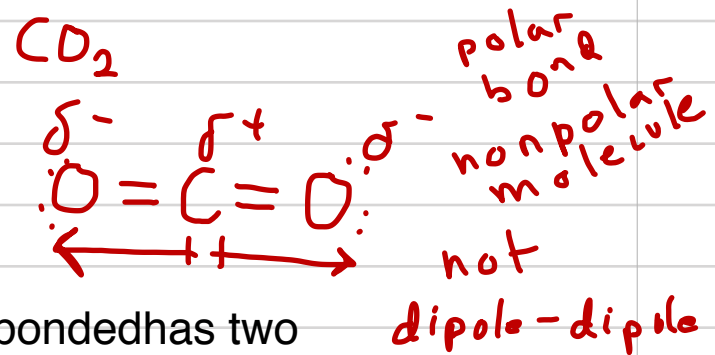 CO₂
polar
bond
nonpolar
molecule
δ- δ+ δ-
O=C=O
not
dipole-dipole
bondedhas two